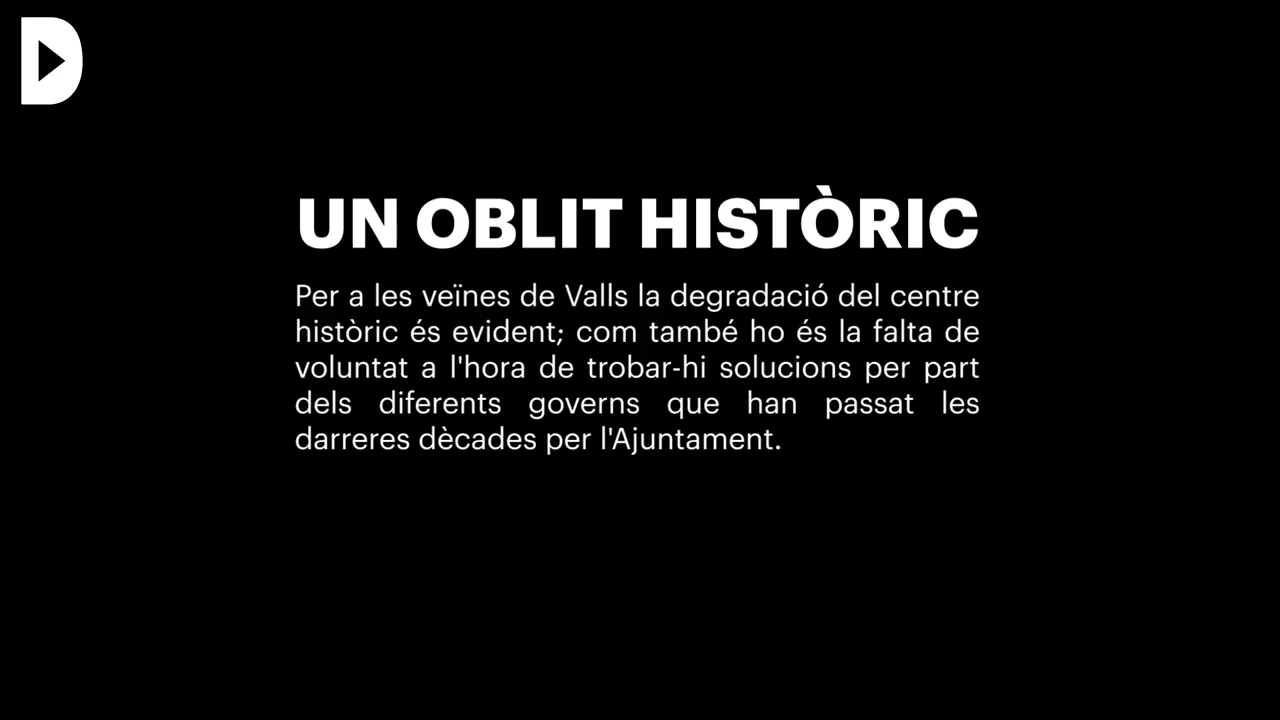 UN OBLIT HISTÒRIC
Per a les veïnes de Valls la degradació del centre
històric és evident; com també ho és la falta de
voluntat a l'hora de trobar-hi solucions per part
dels diferents governs que han passat les
darreres dècades per l'Ajuntament.